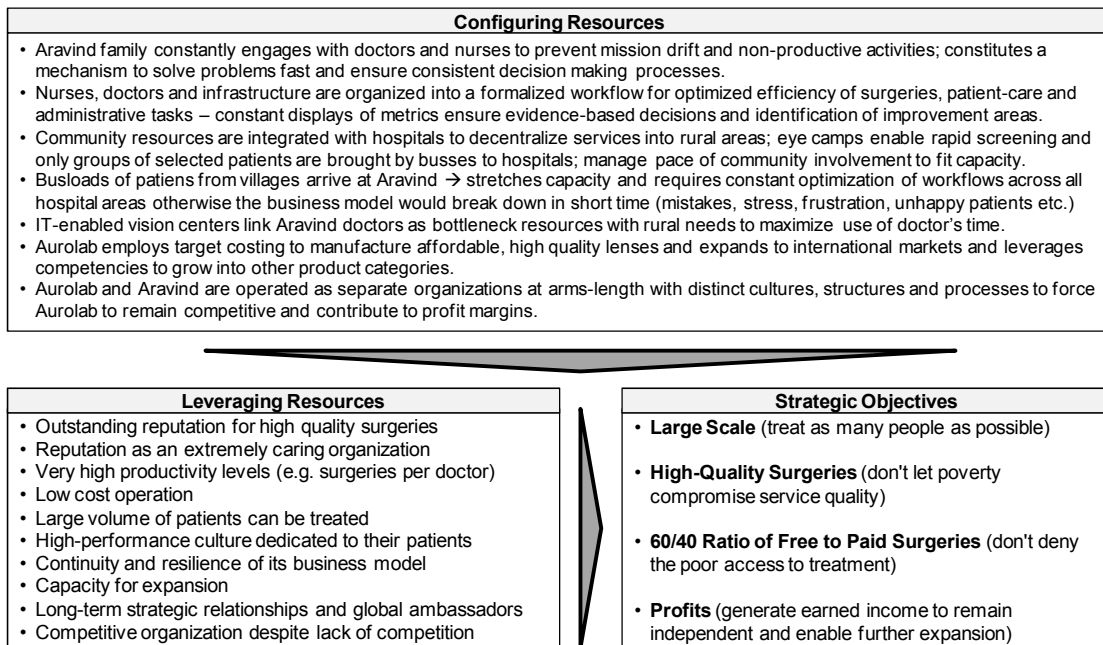 Configuring Resources
• Aravind family constantly engages with doctors and nurses to prevent mission drift and non-productive activities; constitutes a
mechanism to solve problems fast and ensure consistent decision making processes.
• Nurses, doctors and infrastructure are organized into a formalized workflow for optimized efficiency of surgeries, patient-care and
administrative tasks – constant displays of metrics ensure evidence-based decisions and identification of improvement areas.
• Community resources are integrated with hospitals to decentralize services into rural areas; eye camps enable rapid screening and
only groups of selected patients are brought by busses to hospitals; manage pace of community involvement to fit capacity.
• Busloads of patiens from villages arrive at Aravind → stretches capacity and requires constant optimization of workflows across all
hospital areas otherwise the business model would break down in short time (mistakes, stress, frustration, unhappy patients etc.)
• IT-enabled vision centers link Aravind doctors as bottleneck resources with rural needs to maximize use of doctor's time.
• Aurolab employs target costing to manufacture affordable, high quality lenses and expands to international markets and leverages
competencies to grow into other product categories.
• Aurolab and Aravind are operated as separate organizations at arms-length with distinct cultures, structures and processes to force
Aurolab to remain competitive and contribute to profit margins.
Leveraging Resources
• Outstanding reputation for high quality surgeries
• Reputation as an extremely caring organization
• Very high productivity levels (e.g. surgeries per doctor)
• Low cost operation
• Large volume of patients can be treated
• High-performance culture dedicated to their patients
• Continuity and resilience of its business model
• Capacity for expansion
• Long-term strategic relationships and global ambassadors
• Competitive organization despite lack of competition
Strategic Objectives
• Large Scale (treat as many people as possible)
• High-Quality Surgeries (don't let poverty
compromise service quality)
• 60/40 Ratio of Free to Paid Surgeries (don't deny
the poor access to treatment)
• Profits (generate earned income to remain
independent and enable further expansion)